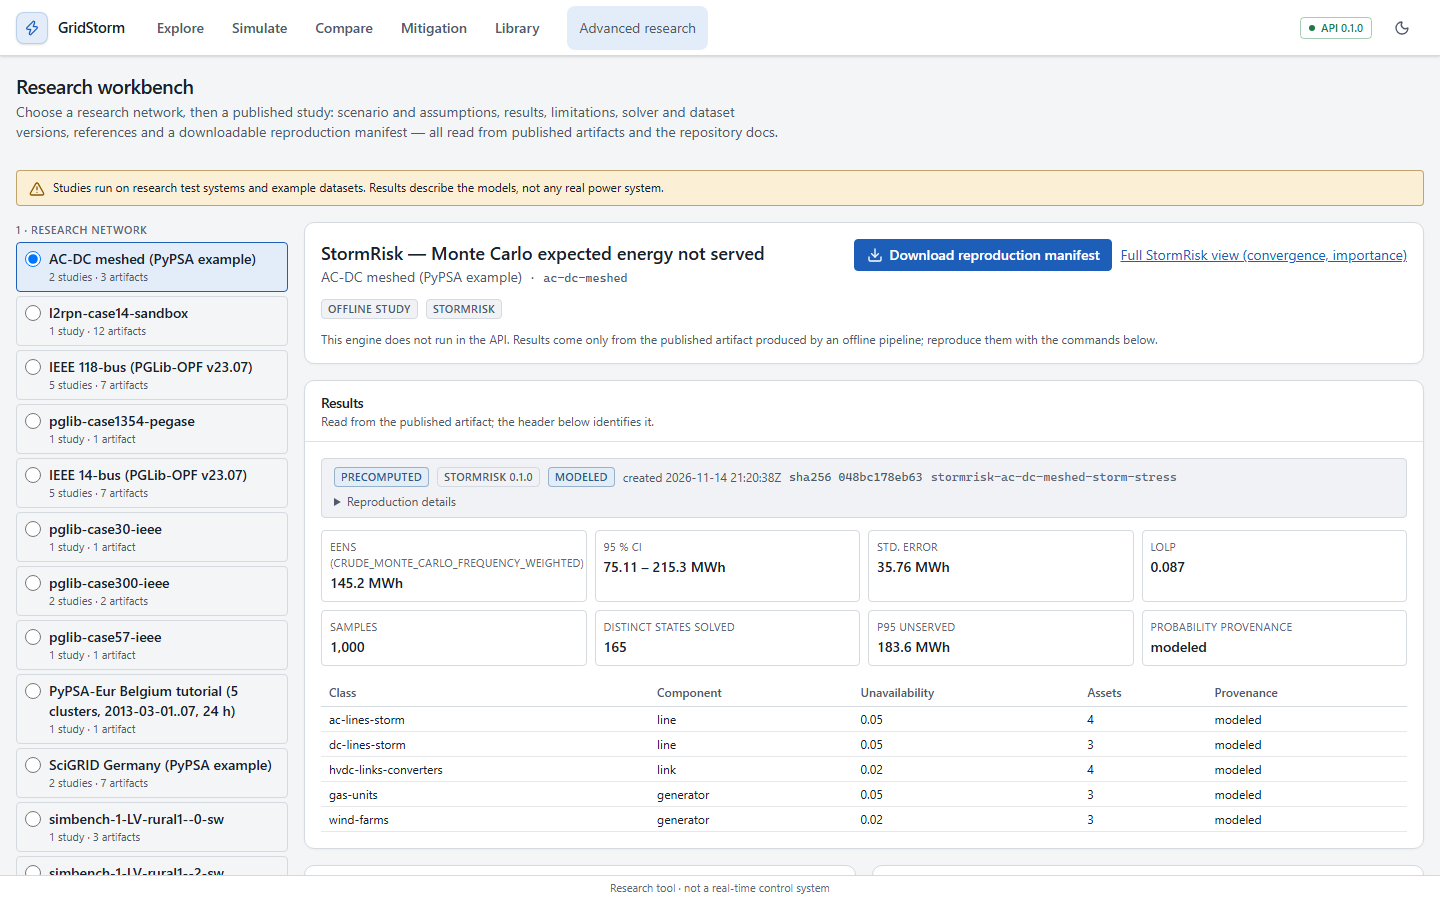 GridStorm
Explore
Simulate
Compare
Mitigation
Library
Advanced research
API 0.1.0
Research workbench
Choose a research network, then a published study: scenario and assumptions, results, limitations, solver and dataset
versions, references and a downloadable reproduction manifest — all read from published artifacts and the repository docs.
Studies run on research test systems and example datasets. Results describe the models, not any real power system.
1 · RESEARCH NETWORK
AC-DC meshed (PyPSA example)
2 studies · 3 artifacts
l2rpn-case14-sandbox
1 study · 12 artifacts
IEEE 118-bus (PGLib-OPF v23.07)
5 studies · 7 artifacts
pglib-case1354-pegase
1 study · 1 artifact
IEEE 14-bus (PGLib-OPF v23.07)
5 studies · 7 artifacts
pglib-case30-ieee
1 study · 1 artifact
pglib-case300-ieee
2 studies · 2 artifacts
pglib-case57-ieee
1 study · 1 artifact
PyPSA-Eur Belgium tutorial (5
clusters, 2013-03-01..07, 24 h)
1 study · 1 artifact
SciGRID Germany (PyPSA example)
2 studies · 7 artifacts
simbench-1-LV-rural1--0-sw
1 study · 3 artifacts
simbench-1-LV-rural1--2-sw
StormRisk — Monte Carlo expected energy not served
AC-DC meshed (PyPSA example) · ac-dc-meshed
Download reproduction manifest
Full StormRisk view (convergence, importance)
OFFLINE STUDY
STORMRISK
This engine does not run in the API. Results come only from the published artifact produced by an offline pipeline; reproduce them with the commands below.
Results
Read from the published artifact; the header below identifies it.
PRECOMPUTED STORMRISK 0.1.0 MODELED created 2026-11-14 21:20:38Z sha256 048bc178eb63 stormrisk-ac-dc-meshed-storm-stress
Reproduction details
EENS
(CRUDE_MONTE_CARLO_FREQUENCY_WEIGHTED)
145.2 MWh
95 % CI
75.11 – 215.3 MWh
STD. ERROR
35.76 MWh
LOLP
0.087
SAMPLES
1,000
DISTINCT STATES SOLVED
165
P95 UNSERVED
183.6 MWh
PROBABILITY PROVENANCE
modeled
Class Component Unavailability Assets Provenance
ac-lines-storm line 0.05 4 modeled
dc-lines-storm line 0.05 3 modeled
hvdc-links-converters link 0.02 4 modeled
gas-units generator 0.05 3 modeled
wind-farms generator 0.02 3 modeled
Research tool · not a real-time control system